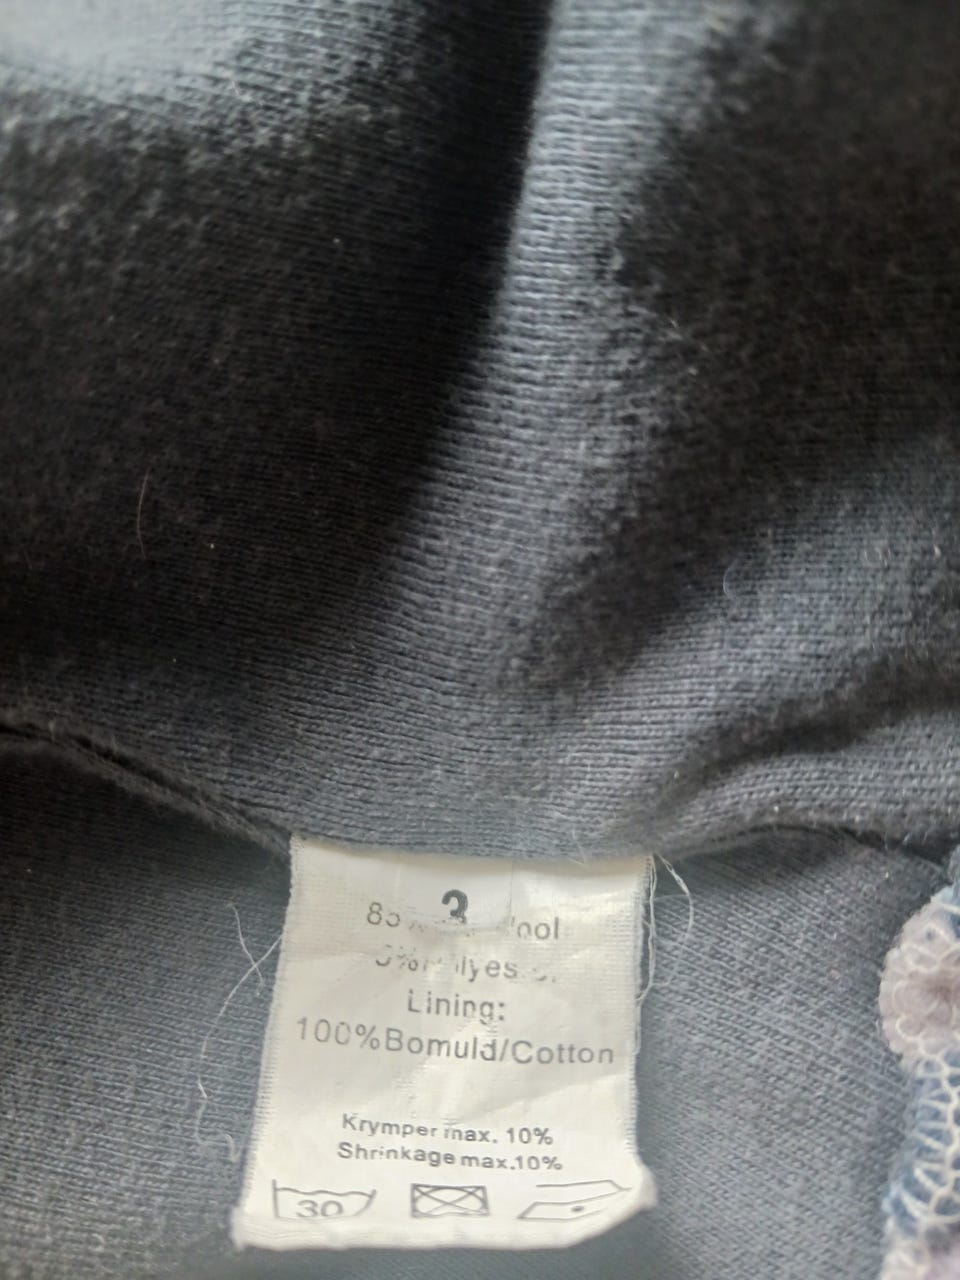 3
Lining:
100%Bomuld/Cotton
Krymper max. 10%
Shrinkage max.10%
30